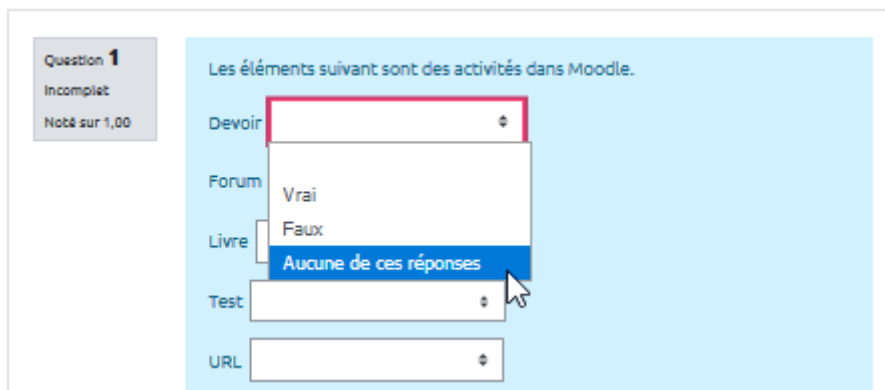 Question 1
Incomplet
Noté sur 1,00
Les éléments suivant sont des activités dans Moodle.
Devoir
Forum
Vrai
Faux
Livre
Aucune de ces réponses
Test
URL